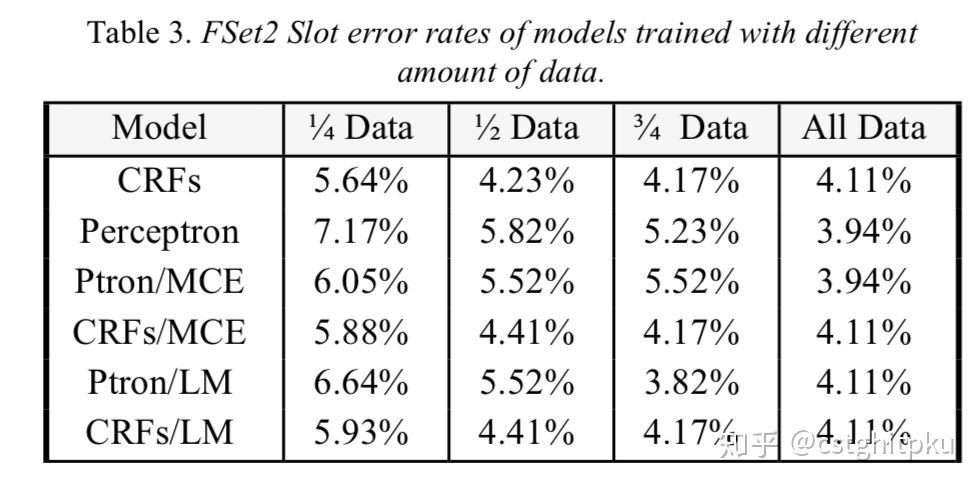 Table 3. FSet2 Slot error rates of models trained with different
amount of data.
Model ¼ Data ½ Data ¾ Data All Data
CRFs 5.64% 4.23% 4.17% 4.11%
Perceptron 7.17% 5.82% 5.23% 3.94%
Ptron/MCE 6.05% 5.52% 5.52% 3.94%
CRFs/MCE 5.88% 4.41% 4.17% 4.11%
Ptron/LM 6.64% 5.52% 3.82% 4.11%
CRFs/LM 5.93% 4.41% 4.17% 4.11%
知乎 @cstghitpku